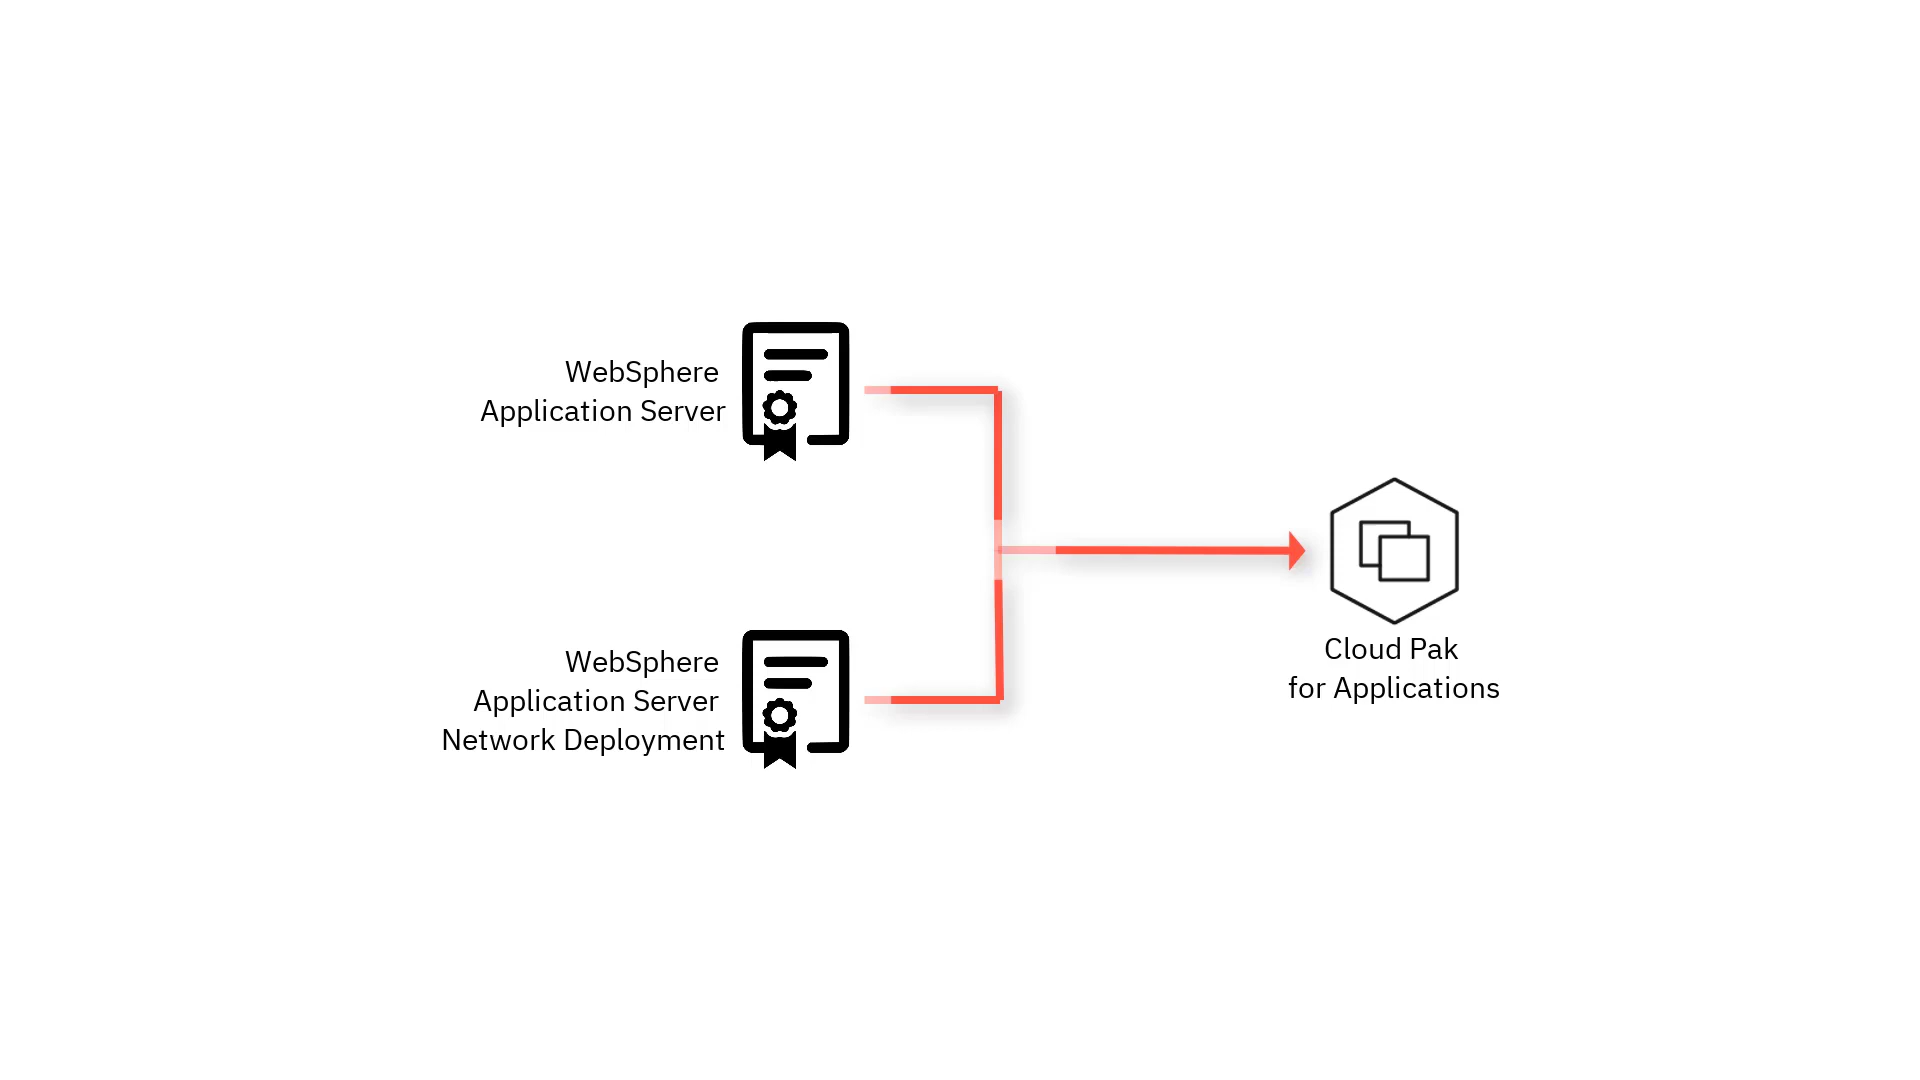 WebSphere
Application Server
WebSphere
Application Server
Network Deployment
Cloud Pak
for Applications